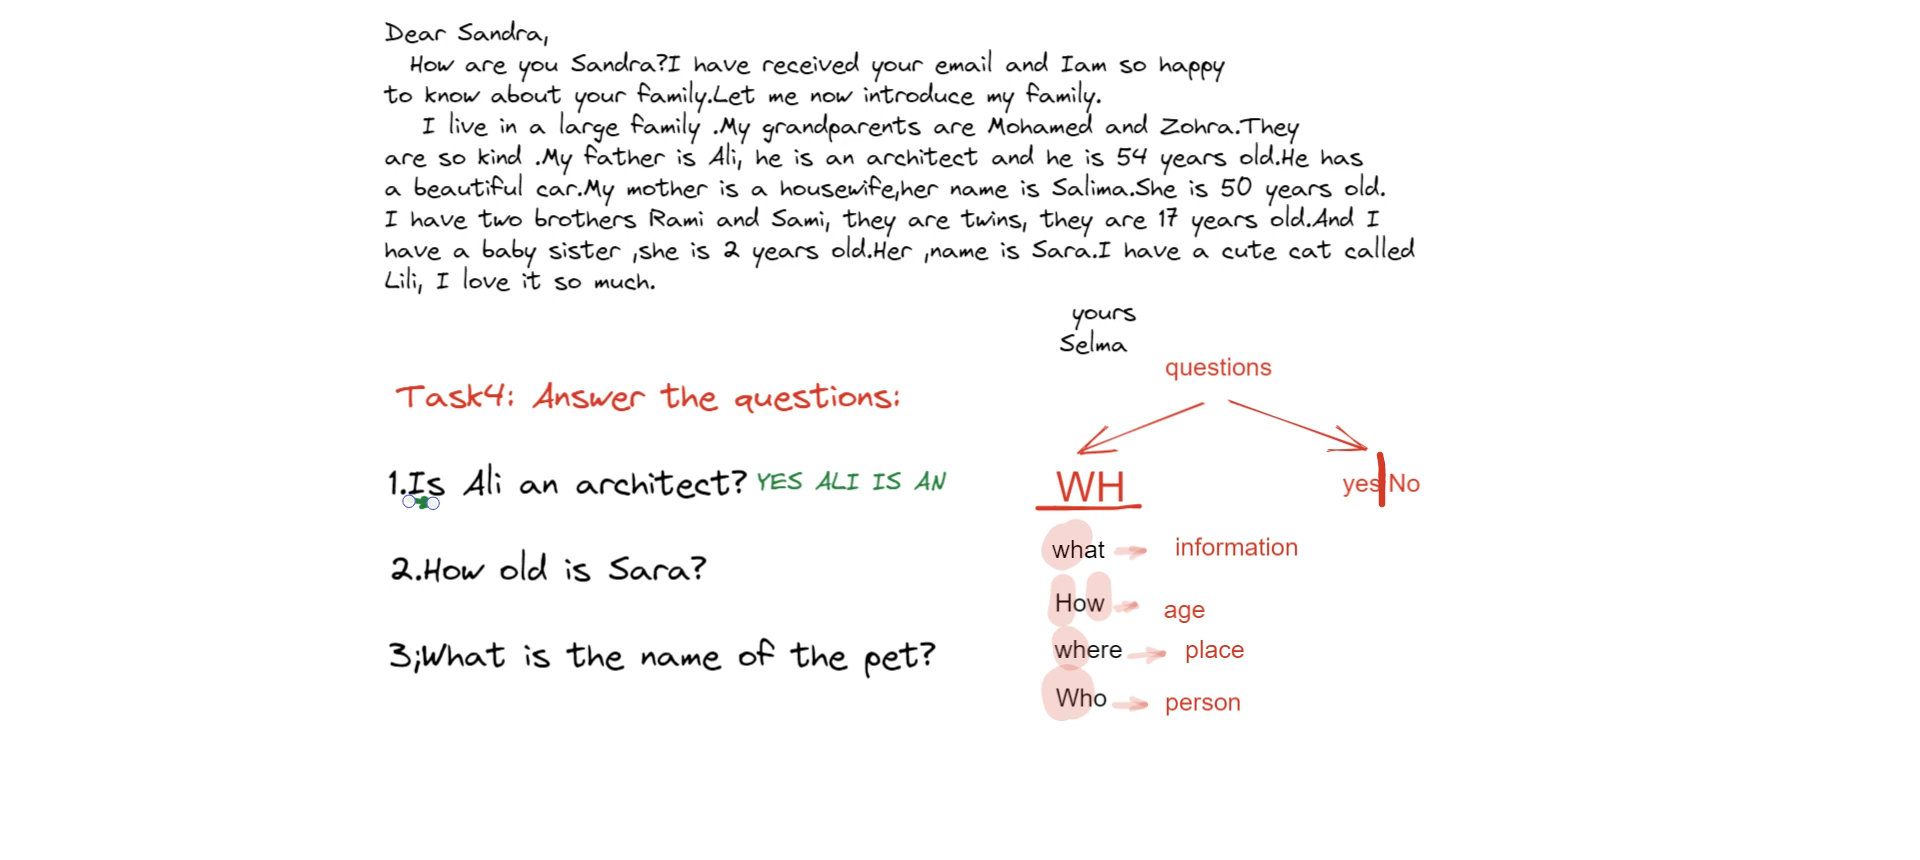 Dear Sandra,
How are you Sandra?I have received your email and Iam so happy
to know about your family.Let me now introduce my family.
I live in a large family .My grandparents are Mohamed and Zohra.They
are so kind .My father is Ali, he is an architect and he is 54 years old.He has
a beautiful car.My mother is a housewife,her name is Salima.She is 50 years old.
I have two brothers Rami and Sami, they are twins, they are 17 years old.And I
have a baby sister ,she is 2 years old.Her ,name is Sara.I have a cute cat called
Lili, I love it so much.
yours
Selma
Task4: Answer the questions:
1.Is Ali an architect? YES ALI IS AN
2.How old is Sara?
3;What is the name of the pet?
questions
WH
yes No
what information
How age
where place
Who person